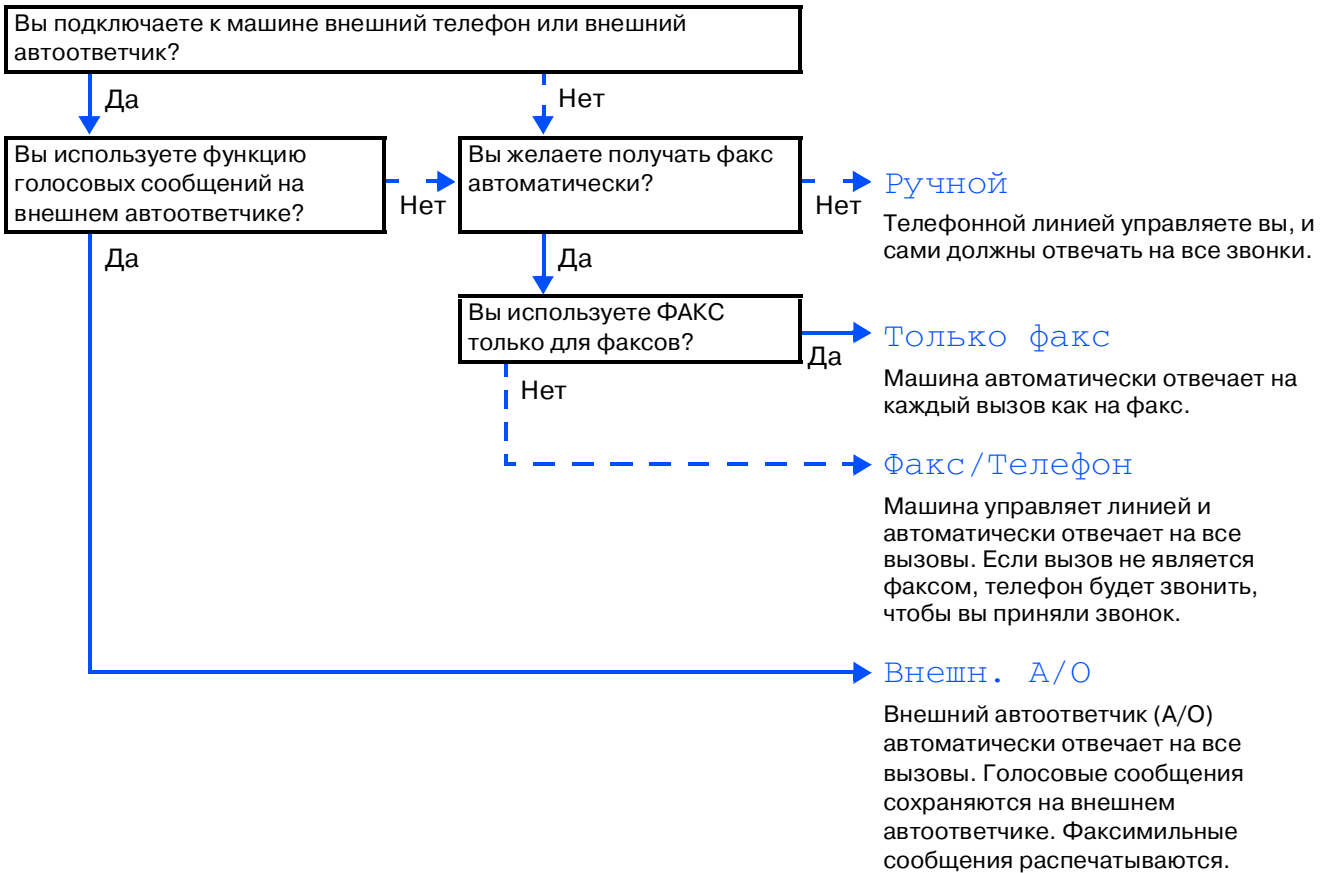 Вы подключаете к машине внешний телефон или внешний
автоответчик?
Да
Нет
Вы используете функцию
голосовых сообщений на
внешнем автоответчике?
Нет
Вы желаете получать факс
автоматически?
Нет
Ручной
Телефонной линией управляете вы, и
сами должны отвечать на все звонки.
Да
Да
Вы используете ФАКС
только для факсов?
Да
Только факс
Машина автоматически отвечает на
каждый вызов как на факс.
Нет
Факс/Телефон
Машина управляет линией и
автоматически отвечает на все
вызовы. Если вызов не является
факсом, телефон будет звонить,
чтобы вы приняли звонок.
Внешн. А/О
Внешний автоответчик (А/О)
автоматически отвечает на все
вызовы. Голосовые сообщения
сохраняются на внешнем
автоответчике. Факсимильные
сообщения распечатываются.